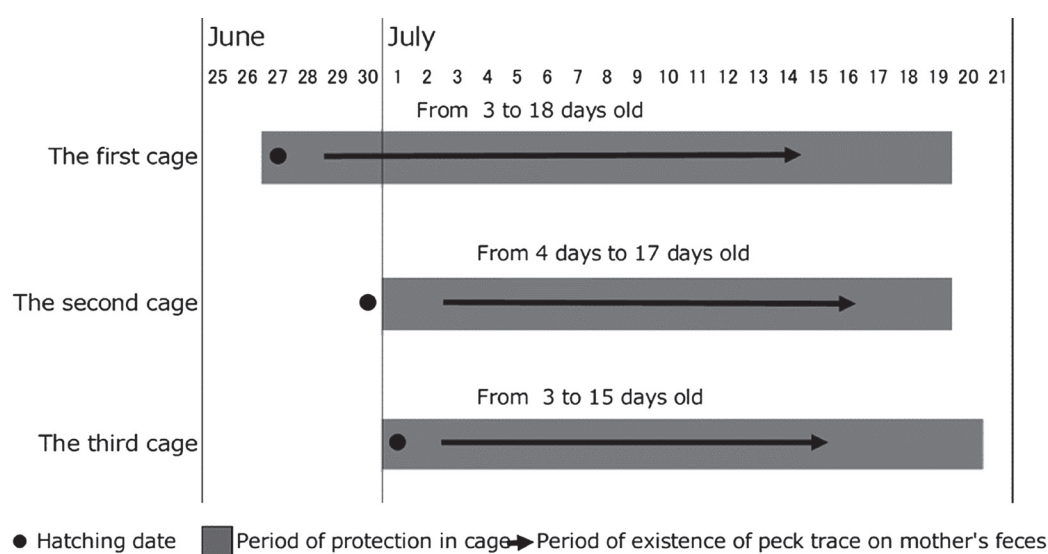 June July
25 26 27 28 29 30 1 2 3 4 5 6 7 8 9 10 11 12 13 14 15 16 17 18 19 20 21
From 3 to 18 days old
The first cage
From 4 days to 17 days old
The second cage
From 3 to 15 days old
The third cage
Hatching date Period of protection in cage Period of existence of peck trace on mother's feces